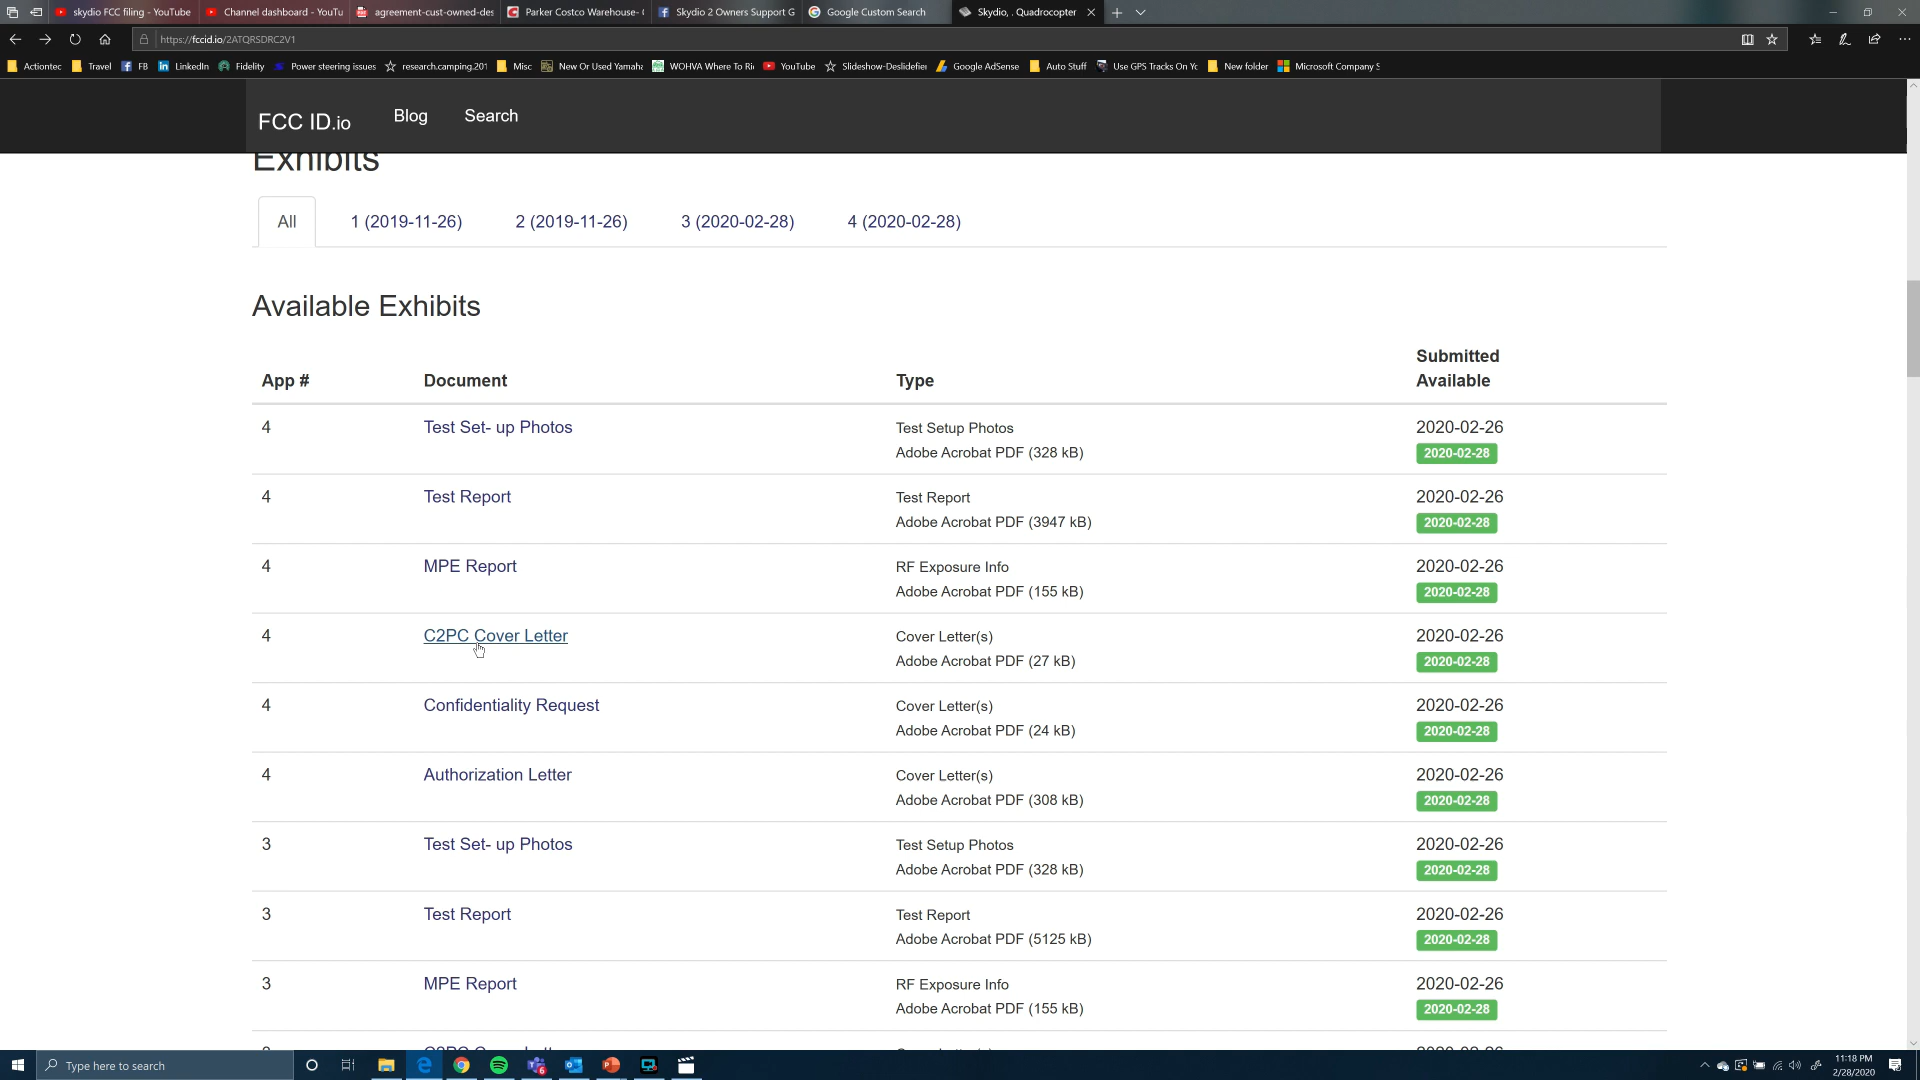 skydio FCC filing - YouTube
Channel dashboard - YouTu
agreement-cust-owned-des
Parker Costco Warehouse- (
Skydio 2 Owners Support G
Google Custom Search
Skydio, . Quadrocopter
https://fccid.io/2ATQRSDRC2V1
Actiontec
Travel
FB
LinkedIn
Fidelity
Power steering issues
research.camping.201
Misc
New Or Used Yamaha
WOHVA Where To Ri
YouTube
Slideshow-Deslidefier
Google AdSense
Auto Stuff
Use GPS Tracks On Yo
New folder
Microsoft Company S
FCC ID.io
Blog
Search
Exhibits
All
1 (2019-11-26)
2 (2019-11-26)
3 (2020-02-28)
4 (2020-02-28)
Available Exhibits
App #
Document
Type
Submitted
Available
4
Test Set- up Photos
Test Setup Photos
Adobe Acrobat PDF (328 kB)
2020-02-26
2020-02-28
4
Test Report
Test Report
Adobe Acrobat PDF (3947 kB)
2020-02-26
2020-02-28
4
MPE Report
RF Exposure Info
Adobe Acrobat PDF (155 kB)
2020-02-26
2020-02-28
4
C2PC Cover Letter
Cover Letter(s)
Adobe Acrobat PDF (27 kB)
2020-02-26
2020-02-28
4
Confidentiality Request
Cover Letter(s)
Adobe Acrobat PDF (24 kB)
2020-02-26
2020-02-28
4
Authorization Letter
Cover Letter(s)
Adobe Acrobat PDF (308 kB)
2020-02-26
2020-02-28
3
Test Set- up Photos
Test Setup Photos
Adobe Acrobat PDF (328 kB)
2020-02-26
2020-02-28
3
Test Report
Test Report
Adobe Acrobat PDF (5125 kB)
2020-02-26
2020-02-28
3
MPE Report
RF Exposure Info
Adobe Acrobat PDF (155 kB)
2020-02-26
2020-02-28
Type here to search
11:18 PM
2/28/2020